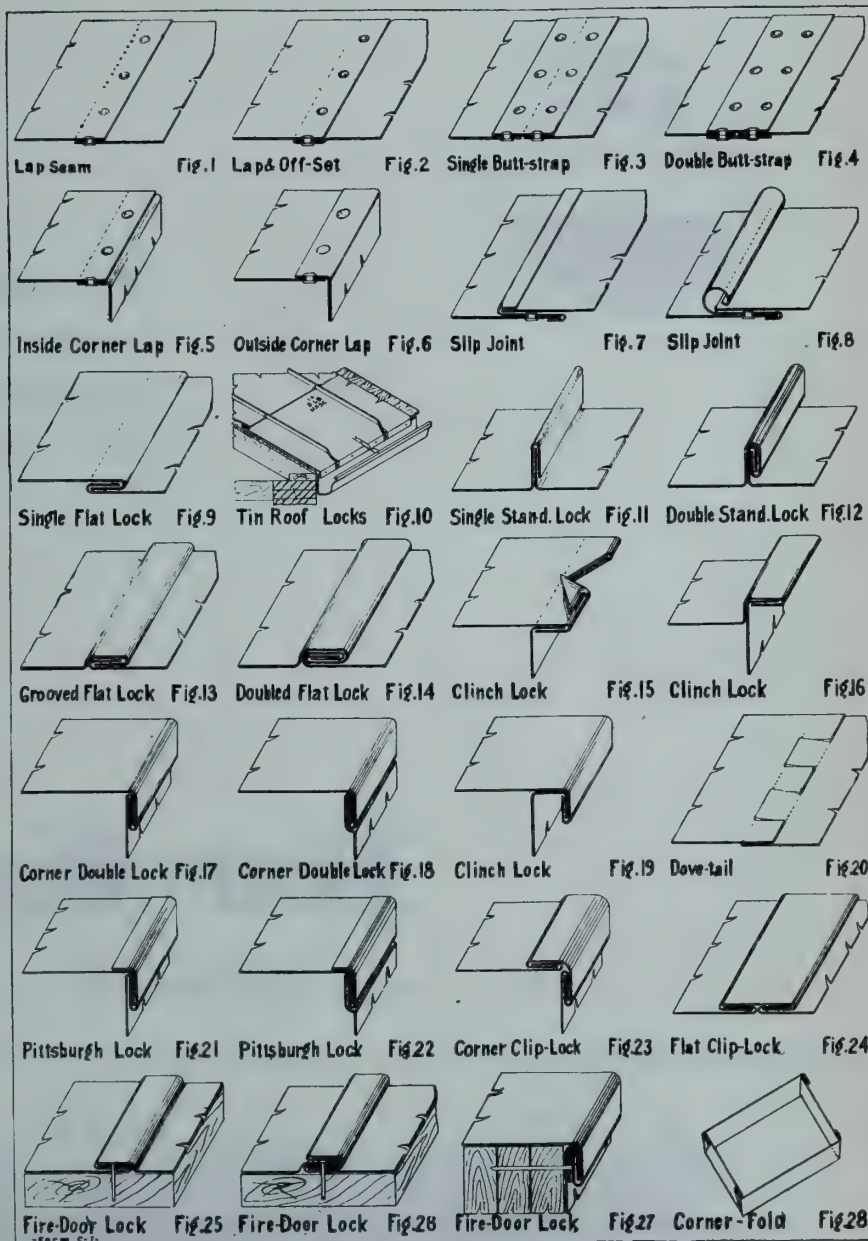 Lap Seam Fig.1 Lap& Off-Set Fig.2 Single Butt-strap Fig.3 Double Butt-strap Fig.4
Inside Corner Lap Fig.5 Outside Corner Lap Fig.6 Slip Joint Fig.7 Slip Joint Fig.8
Single Flat Lock Fig.9 Tin Roof Locks Fig.10 Single Stand.Lock Fig.11 Double Stand.Lock Fig.12
Grooved Flat Lock Fig.13 Doubled Flat Lock Fig.14 Clinch Lock Fig.15 Clinch Lock Fig.16
Corner Double Lock Fig.17 Corner Double Lock Fig.18 Clinch Lock Fig.19 Dove-tail Fig.20
Pittsburgh Lock Fig.21 Pittsburgh Lock Fig.22 Corner Clip-Lock Fig.23 Flat Clip-Lock Fig.24
Fire-Door Lock Fig.25 Fire-Door Lock Fig.26 Fire-Door Lock Fig.27 Corner-Fold Fig.28